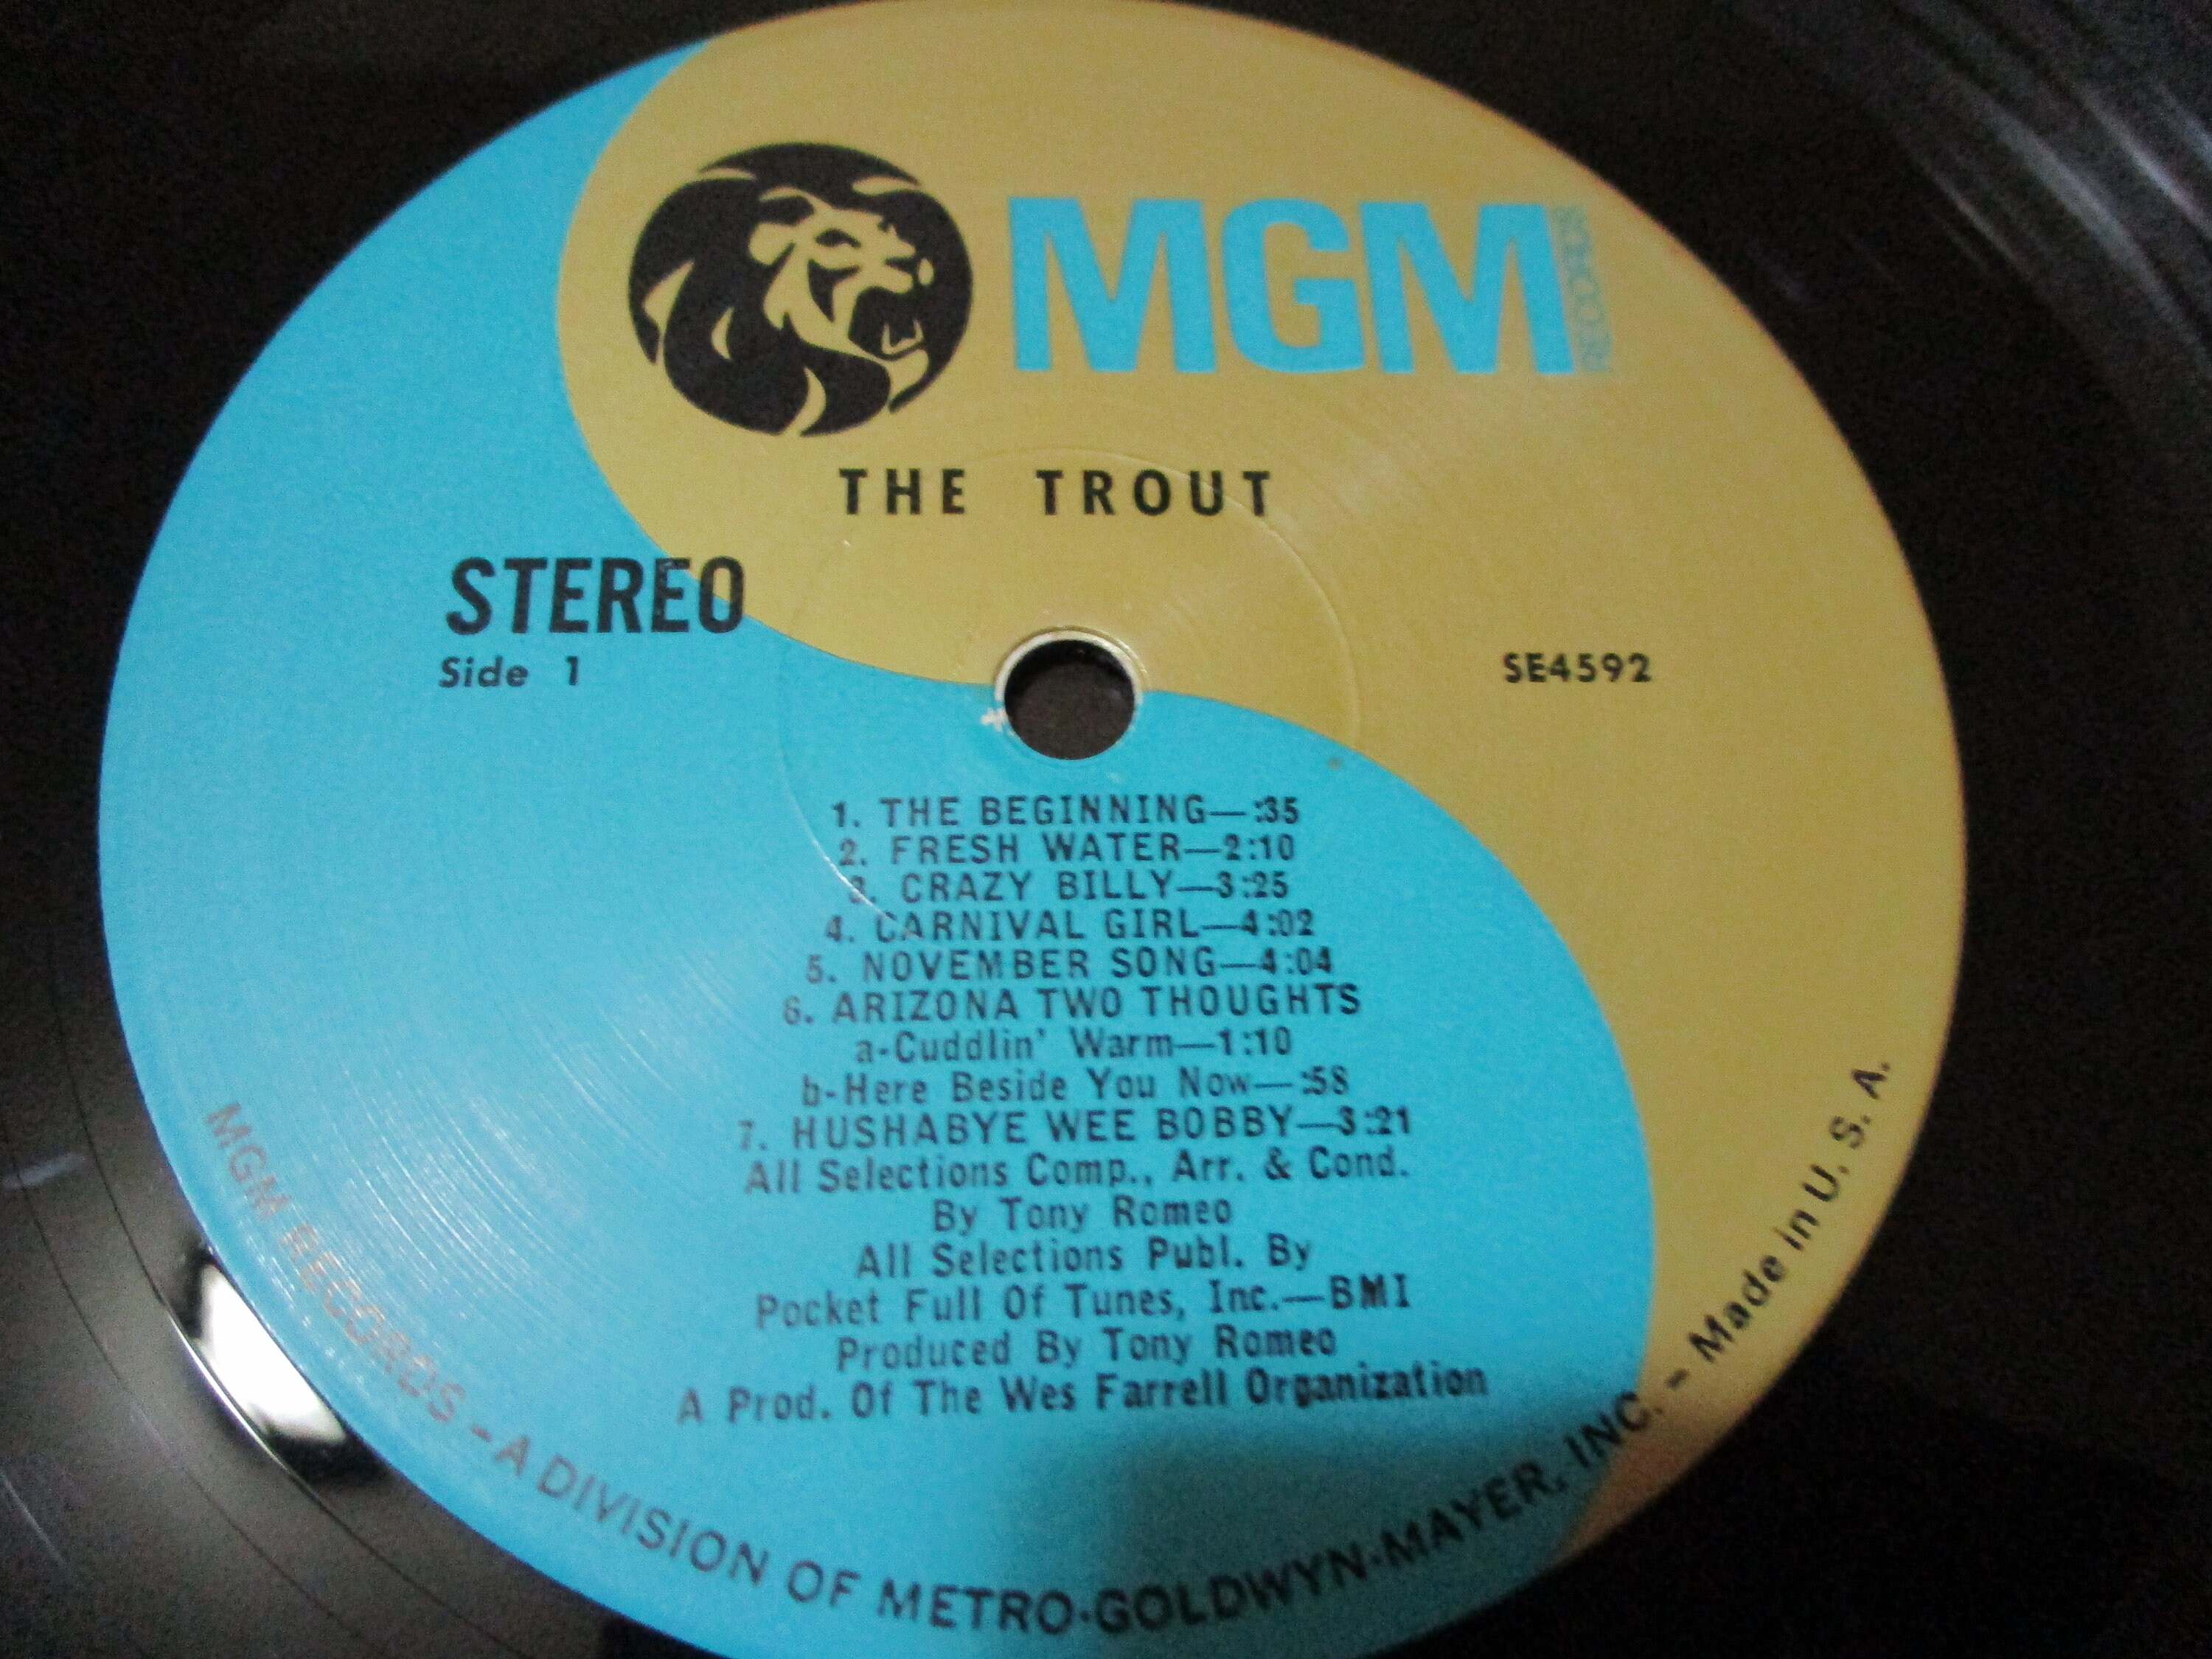 MGM RECORDS
THE TROUT
STEREO
Side 1
SE4592
1. THE BEGINNING—:35
2. FRESH WATER—2:10
3. CRAZY BILLY—3:25
4. CARNIVAL GIRL—4:02
5. NOVEMBER SONG—4:04
6. ARIZONA TWO THOUGHTS
a-Cuddlin' Warm—1:10
b-Here Beside You Now—:58
7. HUSHABYE WEE BOBBY—3:21
All Selections Comp., Arr. & Cond.
By Tony Romeo
All Selections Publ. By
Pocket Full Of Tunes, Inc.—BMI
Produced By Tony Romeo
A Prod. Of The Wes Farrell Organization
MGM RECORDS – A DIVISION OF METRO-GOLDWYN-MAYER, INC. – Made in U. S. A.